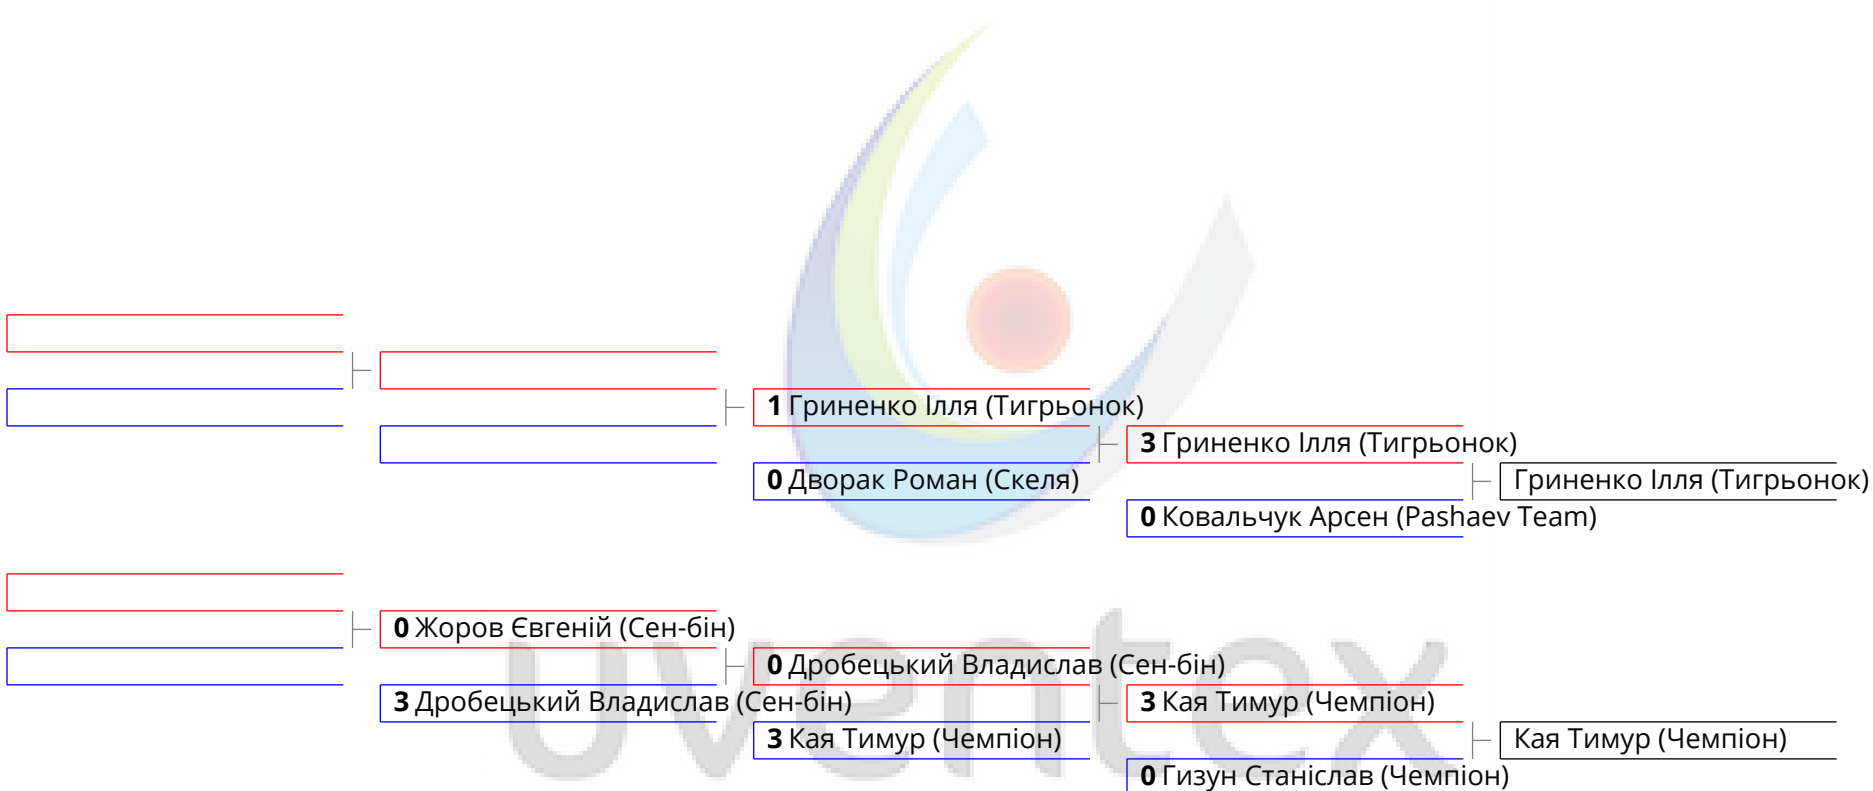 1 Гриненко Ілля (Тигрьонок)
3 Гриненко Ілля (Тигрьонок)
0 Дворак Роман (Скеля)
Гриненко Ілля (Тигрьонок)
0 Ковальчук Арсен (Pashaev Team)
0 Жоров Євгеній (Сен-бін)
0 Дробецький Владислав (Сен-бін)
3 Дробецький Владислав (Сен-бін)
3 Кая Тимур (Чемпіон)
3 Кая Тимур (Чемпіон)
Кая Тимур (Чемпіон)
0 Гизун Станіслав (Чемпіон)
uventex